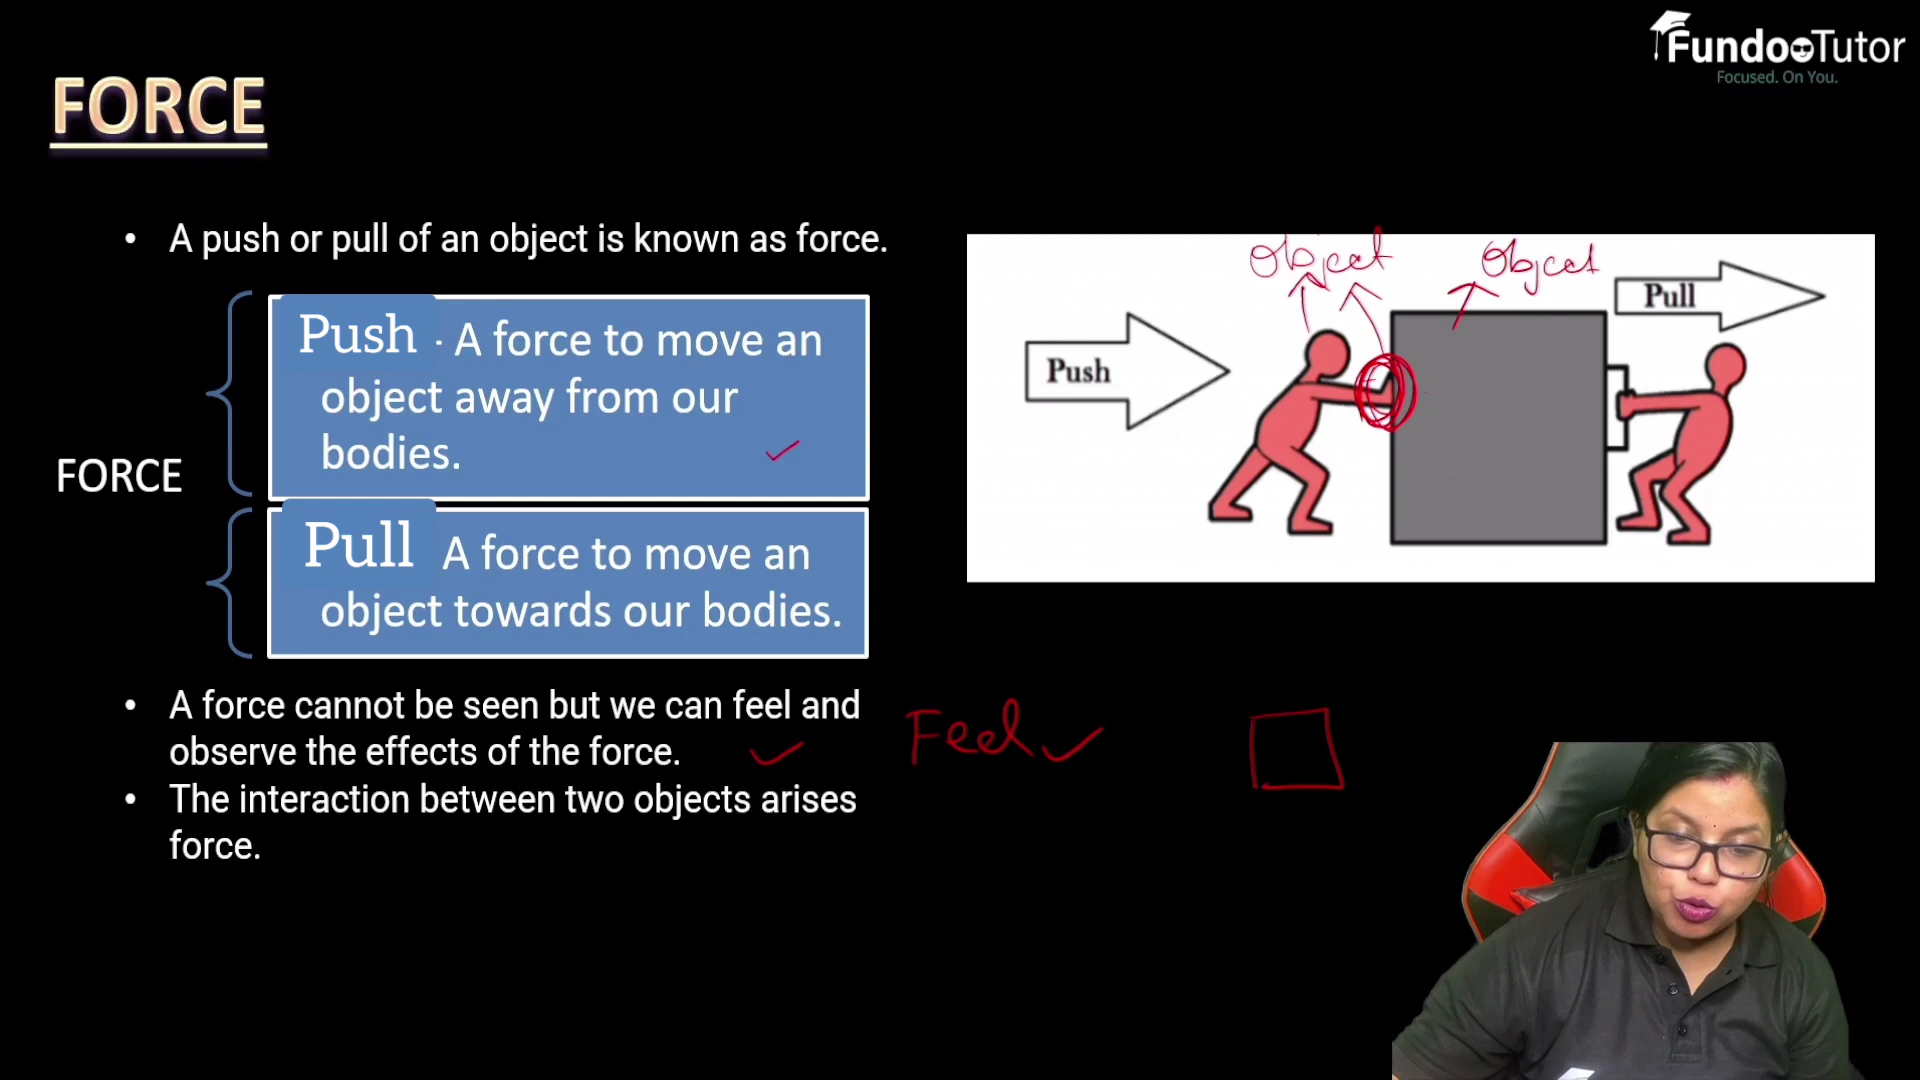 FundooTutor
Focused. On You.
FORCE
• A push or pull of an object is known as force.
FORCE
Push - A force to move an
object away from our
bodies.
Pull A force to move an
object towards our bodies.
• A force cannot be seen but we can feel and
observe the effects of the force.
• The interaction between two objects arises
force.
Object
Object
Push
Pull
Feel